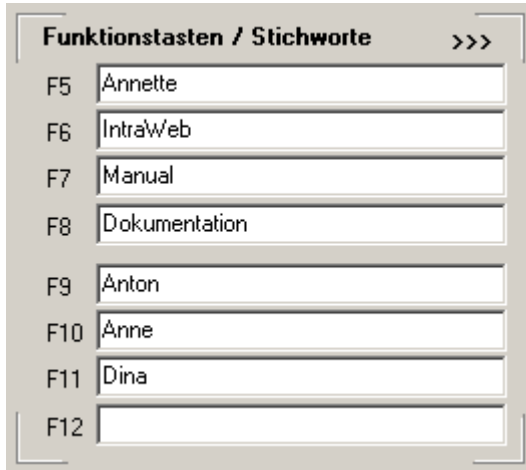 Funktionstasten / Stichworte >>>
F5 Annette
F6 IntraWeb
F7 Manual
F8 Dokumentation
F9 Anton
F10 Anne
F11 Dina
F12